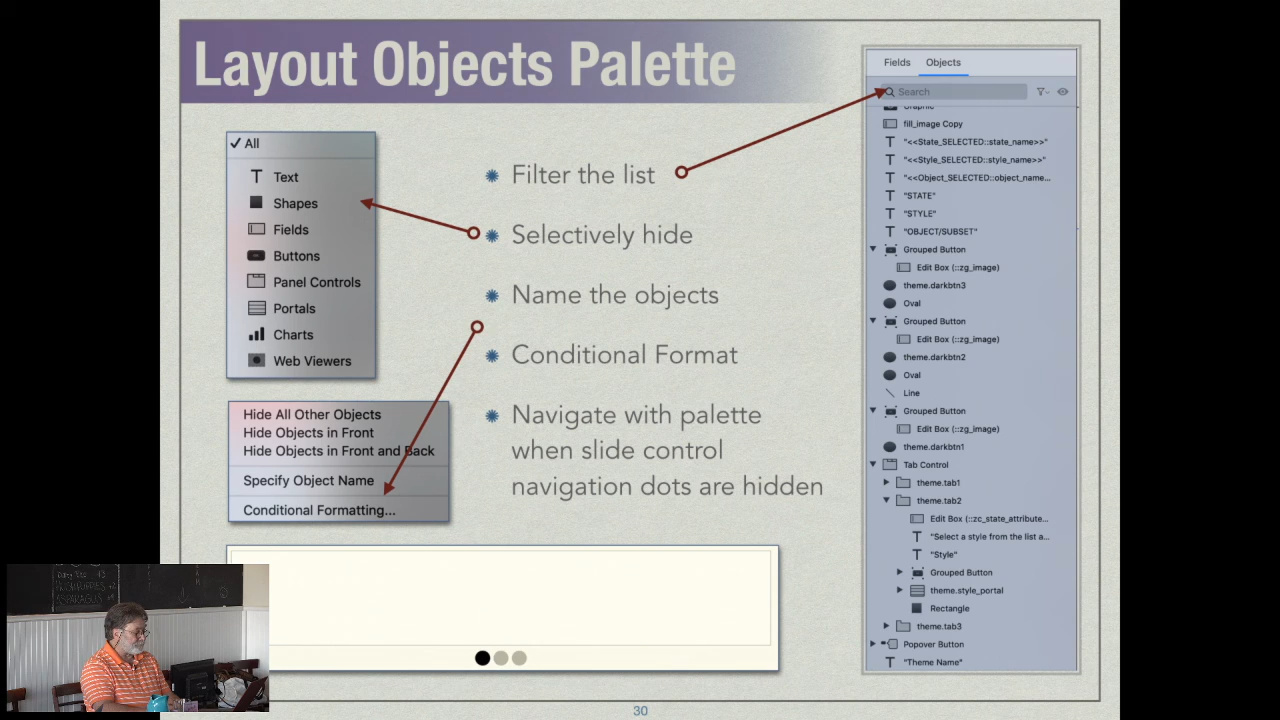 Layout Objects Palette
✓ All
Text
Shapes
Fields
Buttons
Panel Controls
Portals
Charts
Web Viewers
Hide All Other Objects
Hide Objects in Front
Hide Objects in Front and Back
Specify Object Name
Conditional Formatting...
Filter the list
Selectively hide
Name the objects
Conditional Format
Navigate with palette
when slide control
navigation dots are hidden
Fields Objects
Search
Graphic
fill_image Copy
"<<State_SELECTED::state_name>>"
"<<Style_SELECTED::style_name>>"
"<<Object_SELECTED::object_name...
"STATE"
"STYLE"
"OBJECT/SUBSET"
Grouped Button
Edit Box (::zg_image)
theme.darkbtn3
Oval
Grouped Button
Edit Box (::zg_image)
theme.darkbtn2
Oval
Line
Grouped Button
Edit Box (::zg_image)
theme.darkbtn1
Tab Control
theme.tab1
theme.tab2
Edit Box (::zc_state_attribute...
"Select a style from the list a...
"Style"
Grouped Button
theme.style_portal
Rectangle
theme.tab3
Popover Button
"Theme Name"
30